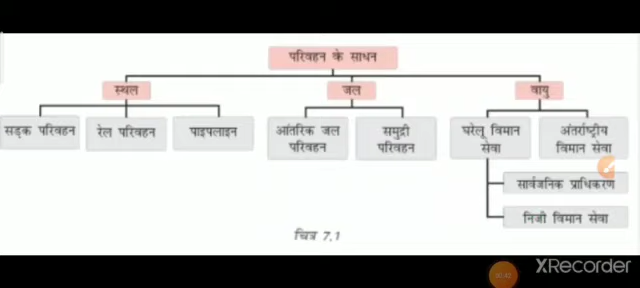 परिवहन के साधन
स्थल
जल
वायु
सड़क परिवहन
रेल परिवहन
पाइपलाइन
आंतरिक जल
परिवहन
समुद्री
परिवहन
घरेलू विमान
सेवा
अंतर्राष्ट्रीय
विमान सेवा
सार्वजनिक प्राधिकरण
निजी विमान सेवा
चित्र 7.1
XRecorder